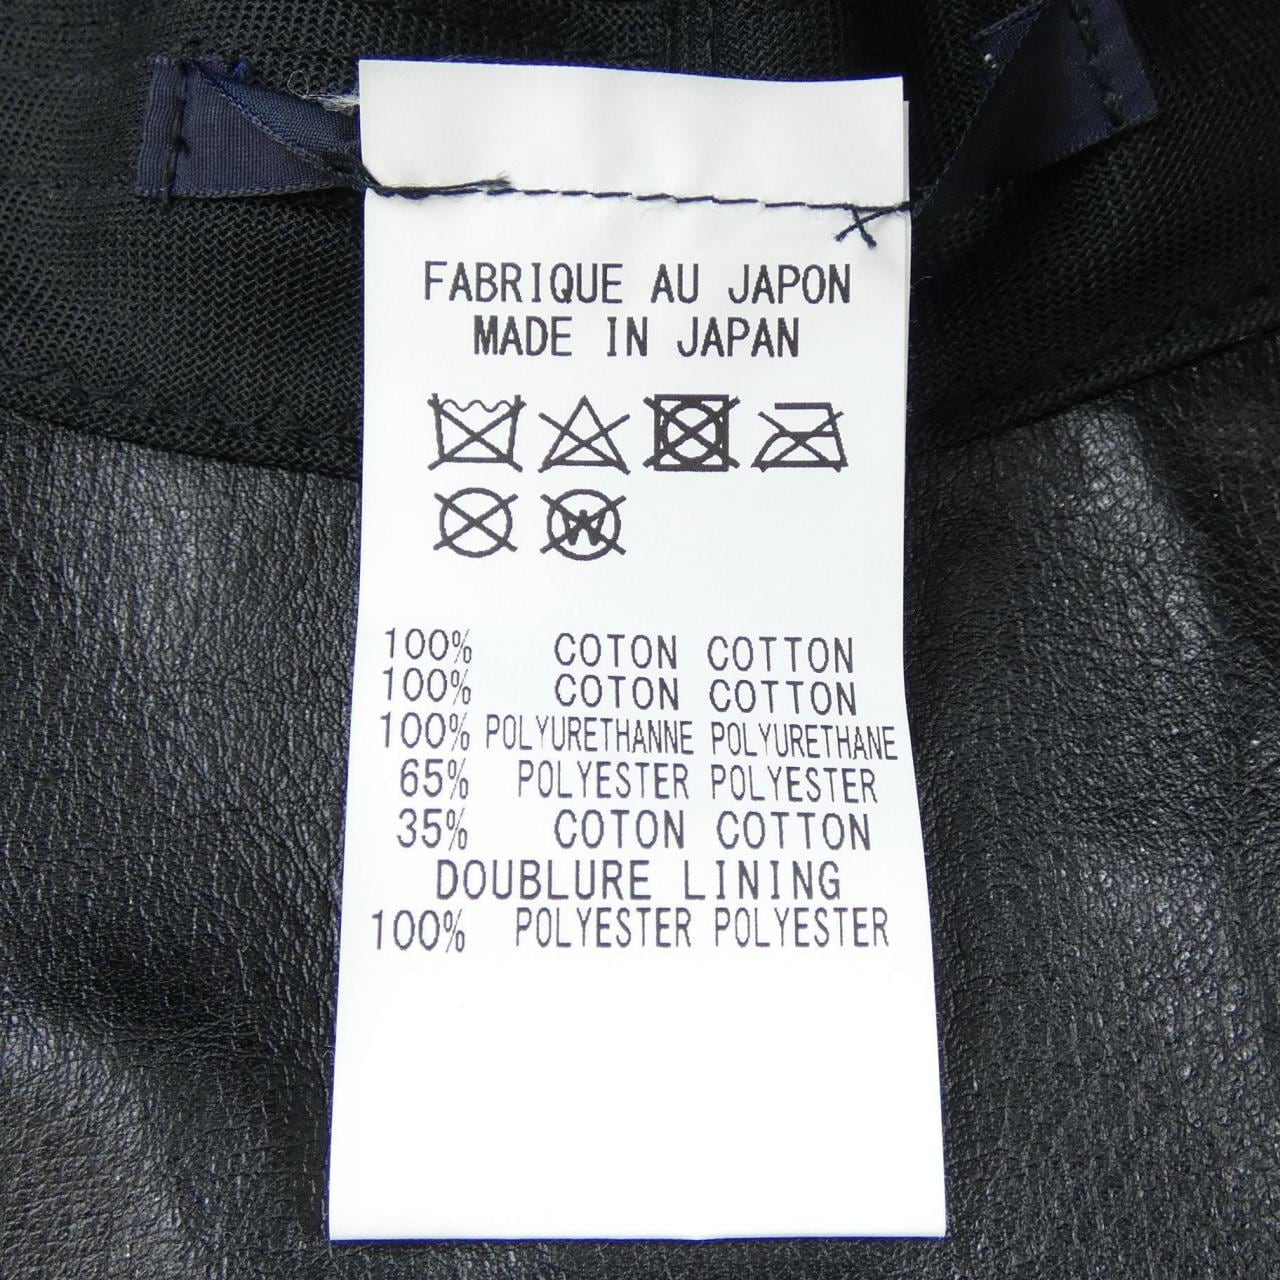 FABRIQUE AU JAPON
MADE IN JAPAN
W
100% COTON COTTON
100% COTON COTTON
100% POLYURETHANNE POLYURETHANE
65% POLYESTER POLYESTER
35% COTON COTTON
DOUBLURE LINING
100% POLYESTER POLYESTER